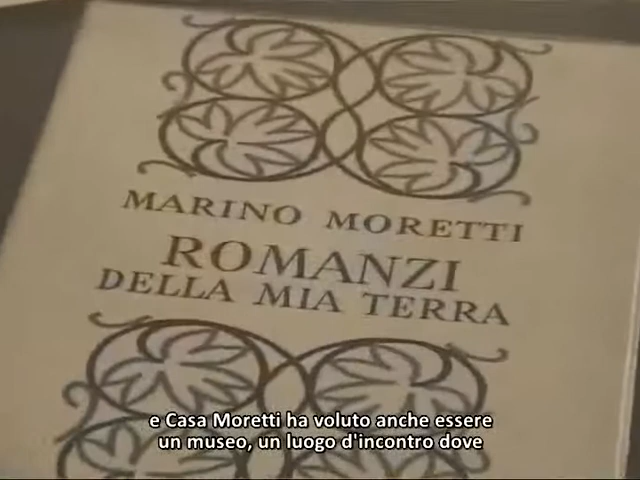 MARINO MORETTI
ROMANZI
DELLA MIA TERRA
e Casa Moretti ha voluto anche essere
un museo, un luogo d'incontro dove